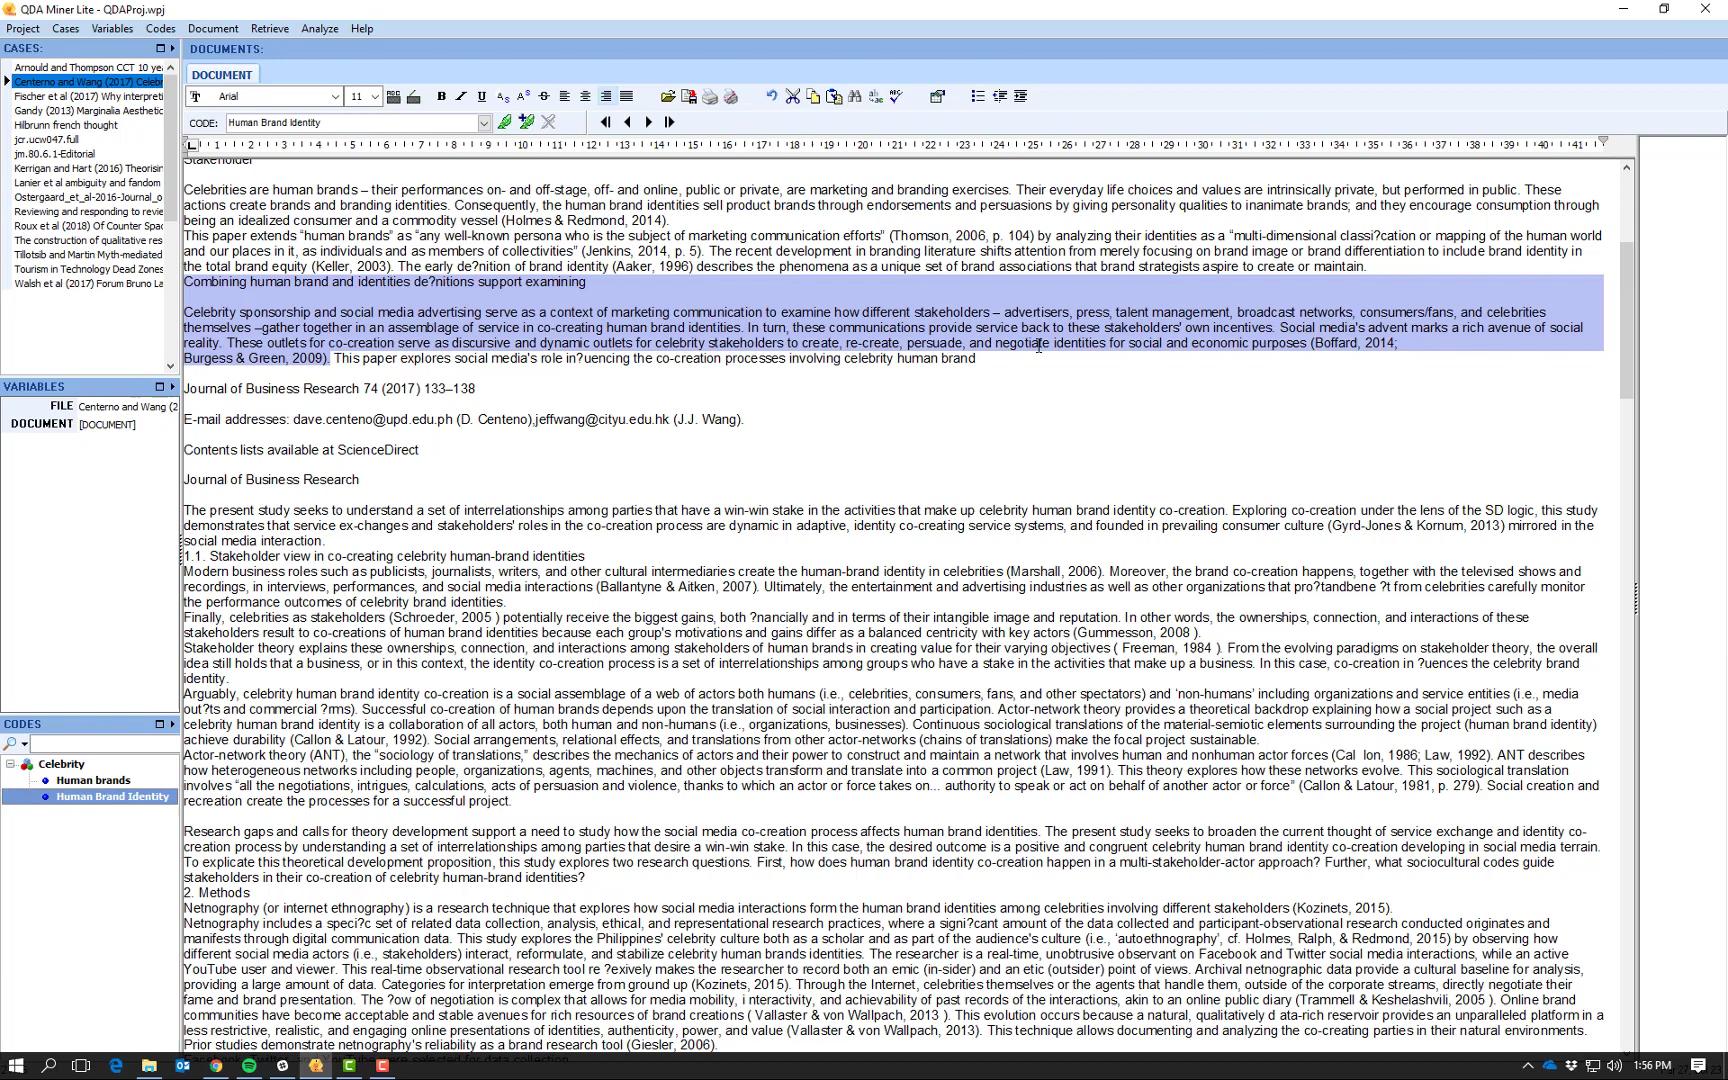 QDA Miner Lite - QDAProj.wpj
Project Cases Variables Codes Document Retrieve Analyze Help
CASES:
Arnould and Thompson CCT 10 ye
Centerno and Wang (2017) Celebr
Fischer et al (2017) Why interpreti
Gandy (2013) Marginalia Aesthetic
Hilbrunn french thought
jcr.ucw047.full
jm.80.6.1-Editorial
Kerrigan and Hart (2016) Theorisin
Lanier el ambiguity and fandom
Ostergaard_et_al-2016-Journal_o
Reviewing and responding to revie
Roux et al (2018) Of Counter Spac
The construction of qualitative res
Tillotsib and Martin Myth-mediated
Tourism in Technology Dead Zones
Walsh et al (2017) Forum Bruno La
VARIABLES
FILE Centerno and Wang (2
DOCUMENT [DOCUMENT]
CODES
Celebrity
Human brands
Human Brand Identity
DOCUMENTS:
DOCUMENT
Arial 11
CODE: Human Brand Identity
1 2 3 4 5 6 7 8 9 10 11 12 13 14 15 16 17 18 19 20 21 22 23 24 25 26 27 28 29 30 31 32 33 34 35 36 37 38 39 40 41
Stakeholder
Celebrities are human brands – their performances on- and off-stage, off- and online, public or private, are marketing and branding exercises. Their everyday life choices and values are intrinsically private, but performed in public. These
actions create brands and branding identities. Consequently, the human brand identities sell product brands through endorsements and persuasions by giving personality qualities to inanimate brands; and they encourage consumption through
being an idealized consumer and a commodity vessel (Holmes & Redmond, 2014).
This paper extends “human brands” as “any well-known persona who is the subject of marketing communication efforts” (Thomson, 2006, p. 104) by analyzing their identities as a “multi-dimensional classi?cation or mapping of the human world
and our places in it, as individuals and as members of collectivities” (Jenkins, 2014, p. 5). The recent development in branding literature shifts attention from merely focusing on brand image or brand differentiation to include brand identity in
the total brand equity (Keller, 2003). The early de?nition of brand identity (Aaker, 1996) describes the phenomena as a unique set of brand associations that brand strategists aspire to create or maintain.
Combining human brand and identities de?nitions support examining
Celebrity sponsorship and social media advertising serve as a context of marketing communication to examine how different stakeholders – advertisers, press, talent management, broadcast networks, consumers/fans, and celebrities
themselves –gather together in an assemblage of service in co-creating human brand identities. In turn, these communications provide service back to these stakeholders' own incentives. Social media's advent marks a rich avenue of social
reality. These outlets for co-creation serve as discursive and dynamic outlets for celebrity stakeholders to create, re-create, persuade, and negotiate identities for social and economic purposes (Boffard, 2014;
Burgess & Green, 2009). This paper explores social media's role in?uencing the co-creation processes involving celebrity human brand
Journal of Business Research 74 (2017) 133–138
E-mail addresses: dave.centeno@upd.edu.ph (D. Centeno),jeffwang@cityu.edu.hk (J.J. Wang).
Contents lists available at ScienceDirect
Journal of Business Research
The present study seeks to understand a set of interrelationships among parties that have a win-win stake in the activities that make up celebrity human brand identity co-creation. Exploring co-creation under the lens of the SD logic, this study
demonstrates that service ex-changes and stakeholders' roles in the co-creation process are dynamic in adaptive, identity co-creating service systems, and founded in prevailing consumer culture (Gyrd-Jones & Kornum, 2013) mirrored in the
social media interaction.
1.1. Stakeholder view in co-creating celebrity human-brand identities
Modern business roles such as publicists, journalists, writers, and other cultural intermediaries create the human-brand identity in celebrities (Marshall, 2006). Moreover, the brand co-creation happens, together with the televised shows and
recordings, in interviews, performances, and social media interactions (Ballantyne & Aitken, 2007). Ultimately, the entertainment and advertising industries as well as other organizations that pro?tandbene ?t from celebrities carefully monitor
the performance outcomes of celebrity brand identities.
Finally, celebrities as stakeholders (Schroeder, 2005 ) potentially receive the biggest gains, both ?nancially and in terms of their intangible image and reputation. In other words, the ownerships, connection, and interactions of these
stakeholders result to co-creations of human brand identities because each group's motivations and gains differ as a balanced centricity with key actors (Gummesson, 2008 ).
Stakeholder theory explains these ownerships, connection, and interactions among stakeholders of human brands in creating value for their varying objectives ( Freeman, 1984 ). From the evolving paradigms on stakeholder theory, the overall
idea still holds that a business, or in this context, the identity co-creation process is a set of interrelationships among groups who have a stake in the activities that make up a business. In this case, co-creation in ?uences the celebrity brand
identity.
Arguably, celebrity human brand identity co-creation is a social assemblage of a web of actors both humans (i.e., celebrities, consumers, fans, and other spectators) and ‘non-humans’ including organizations and service entities (i.e., media
out?ts and commercial ?rms). Successful co-creation of human brands depends upon the translation of social interaction and participation. Actor-network theory provides a theoretical backdrop explaining how a social project such as a
celebrity human brand identity is a collaboration of all actors, both human and non-humans (i.e., organizations, businesses). Continuous sociological translations of the material-semiotic elements surrounding the project (human brand identity)
achieve durability (Callon & Latour, 1992). Social arrangements, relational effects, and translations from other actor-networks (chains of translations) make the focal project sustainable.
Actor-network theory (ANT), the “sociology of translations,” describes the mechanics of actors and their power to construct and maintain a network that involves human and nonhuman actor forces (Cal lon, 1986; Law, 1992). ANT describes
how heterogeneous networks including people, organizations, agents, machines, and other objects transform and translate into a common project (Law, 1991). This theory explores how these networks evolve. This sociological translation
involves “all the negotiations, intrigues, calculations, acts of persuasion and violence, thanks to which an actor or force takes on... authority to speak or act on behalf of another actor or force” (Callon & Latour, 1981, p. 279). Social creation and
recreation create the processes for a successful project.
Research gaps and calls for theory development support a need to study how the social media co-creation process affects human brand identities. The present study seeks to broaden the current thought of service exchange and identity co-
creation process by understanding a set of interrelationships among parties that desire a win-win stake. In this case, the desired outcome is a positive and congruent celebrity human brand identity co-creation developing in social media terrain.
To explicate this theoretical development proposition, this study explores two research questions. First, how does human brand identity co-creation happen in a multi-stakeholder-actor approach? Further, what sociocultural codes guide
stakeholders in their co-creation of celebrity human-brand identities?
2. Methods
Netnography (or internet ethnography) is a research technique that explores how social media interactions form the human brand identities among celebrities involving different stakeholders (Kozinets, 2015).
Netnography includes a speci?c set of related data collection, analysis, ethical, and representational research practices, where a signi?cant amount of the data collected and participant-observational research conducted originates and
manifests through digital communication data. This study explores the Philippines' celebrity culture both as a scholar and as part of the audience's culture (i.e., ‘autoethnography’, cf. Holmes, Ralph, & Redmond, 2015) by observing how
different social media actors (i.e., stakeholders) interact, reformulate, and stabilize celebrity human brands identities. The researcher is a real-time, unobtrusive observant on Facebook and Twitter social media interactions, while an active
YouTube user and viewer. This real-time observational research tool re ?exively makes the researcher to record both an emic (in-sider) and an etic (outsider) point of views. Archival netnographic data provide a cultural baseline for analysis,
providing a large amount of data. Categories for interpretation emerge from ground up (Kozinets, 2015). Through the Internet, celebrities themselves or the agents that handle them, outside of the corporate streams, directly negotiate their
fame and brand presentation. The ?ow of negotiation is complex that allows for media mobility, i nteractivity, and achievability of past records of the interactions, akin to an online public diary (Trammell & Keshelashvili, 2005 ). Online brand
communities have become acceptable and stable avenues for rich resources of brand creations ( Vallaster & von Wallpach, 2013 ). This evolution occurs because a natural, qualitatively d ata-rich reservoir provides an unparalleled platform in a
less restrictive, realistic, and engaging online presentations of identities, authenticity, power, and value (Vallaster & von Wallpach, 2013). This technique allows documenting and analyzing the co-creating parties in their natural environments.
Prior studies demonstrate netnography's reliability as a brand research tool (Giesler, 2006).
1:56 PM